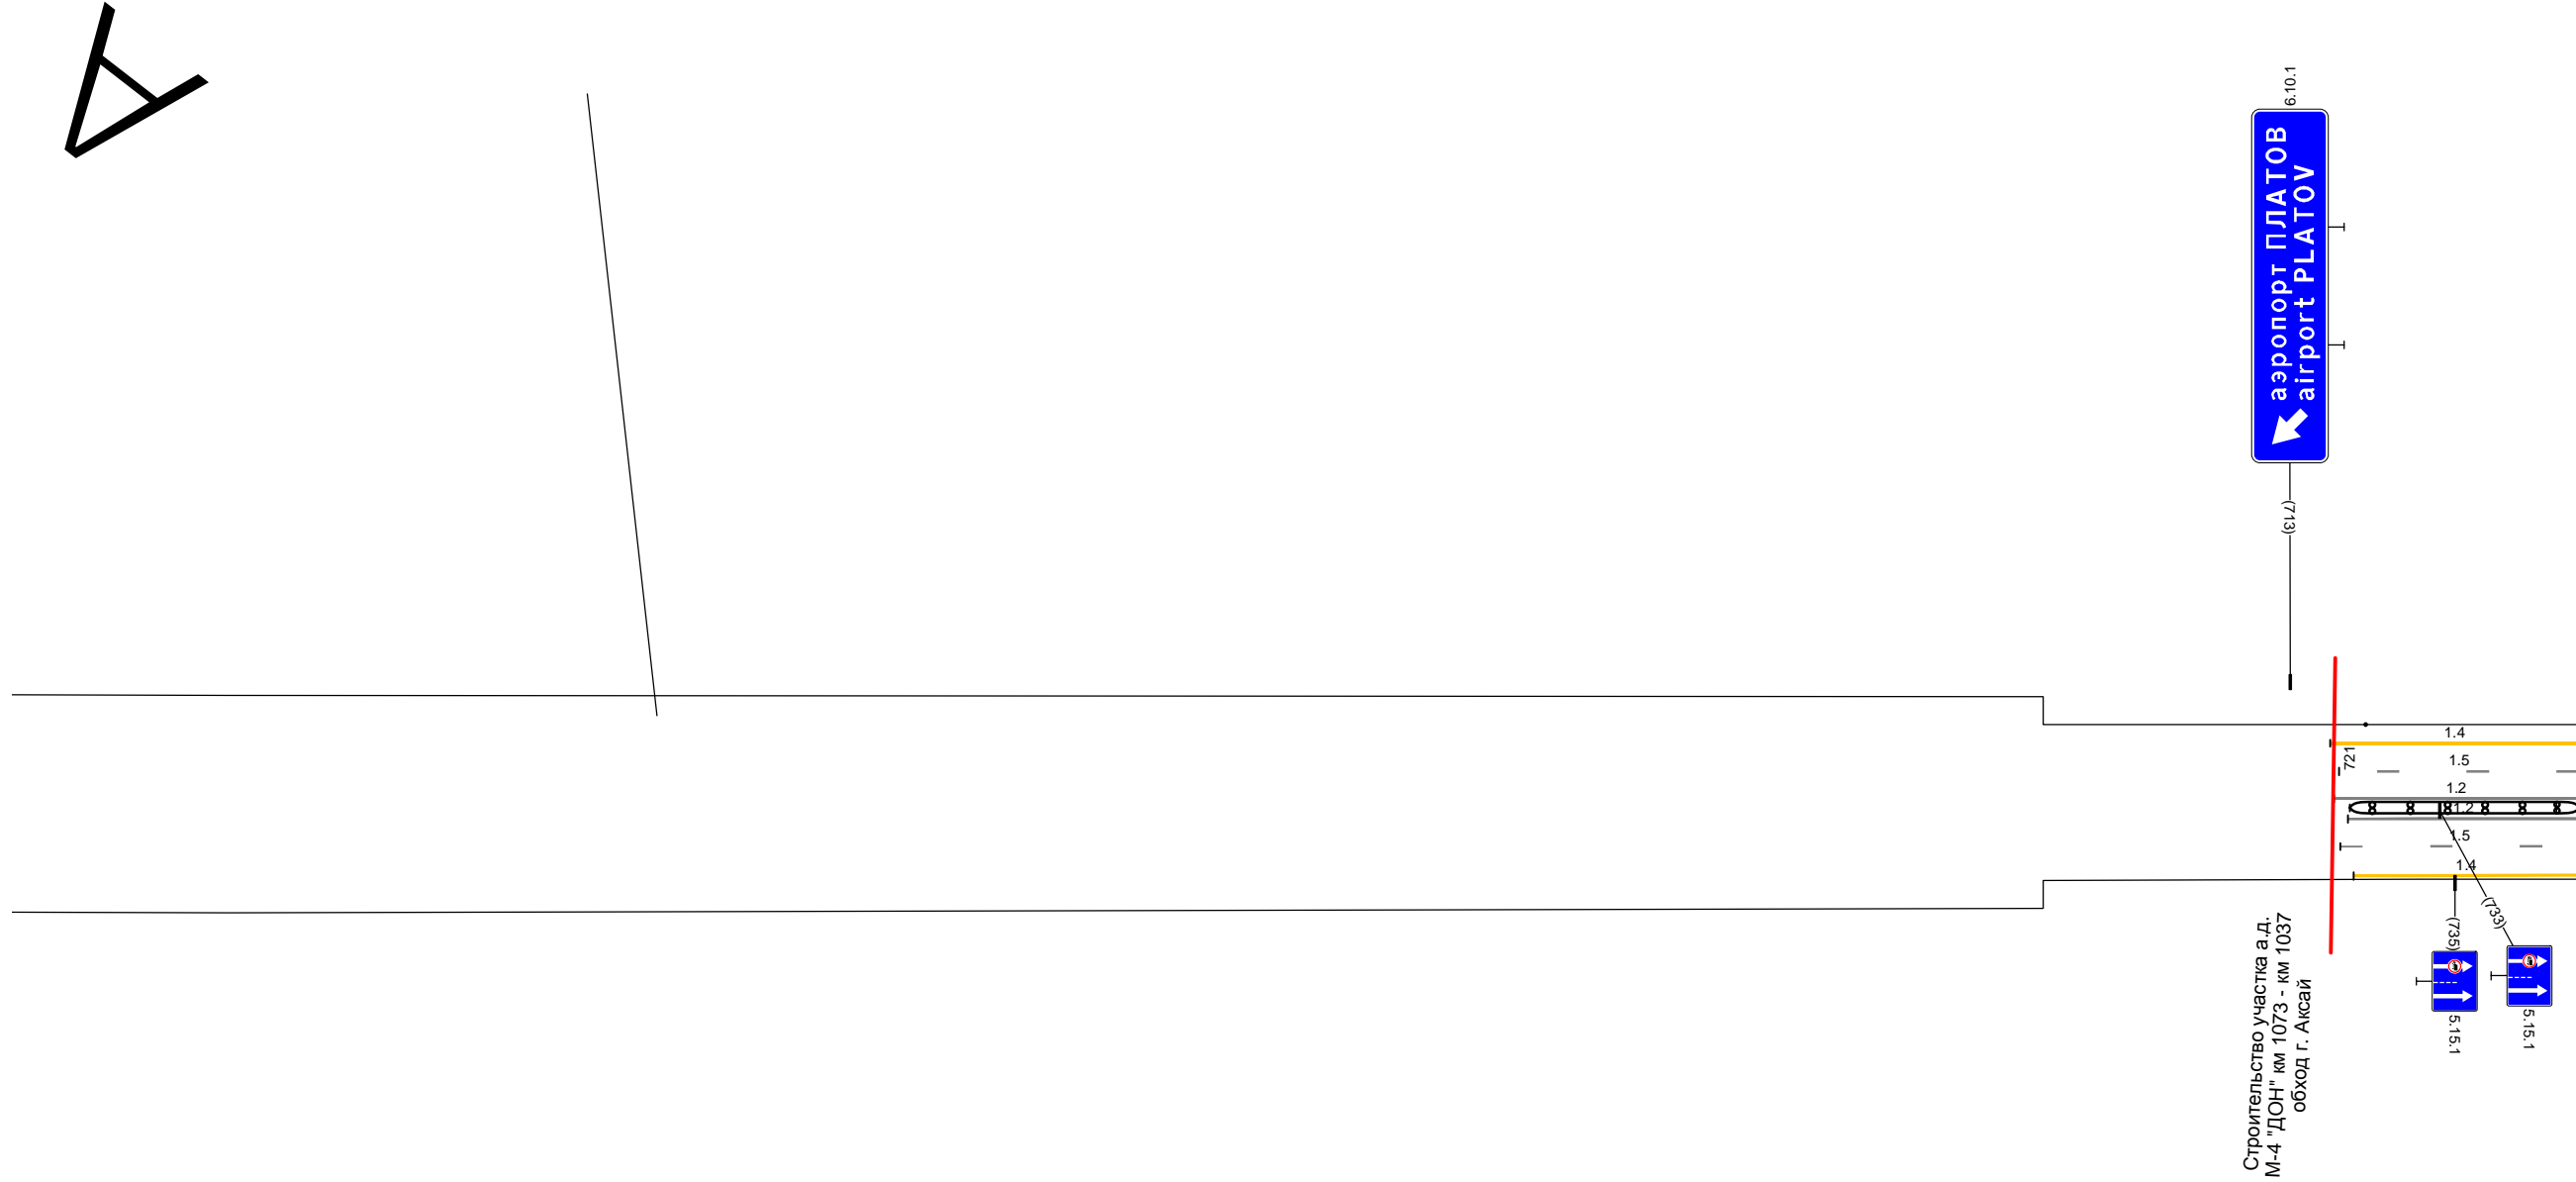 А
6.10.1
аэропорт ПЛАТОВ
airport PLATOV
(713)
721
1.4
1.5
1.2
1.2
1.5
1.4
(735)
(733)
5.15.1
5.15.1
Строительство участка а.д.
М-4 "ДОН" км 1073 - км 1037
обход г. Аксай